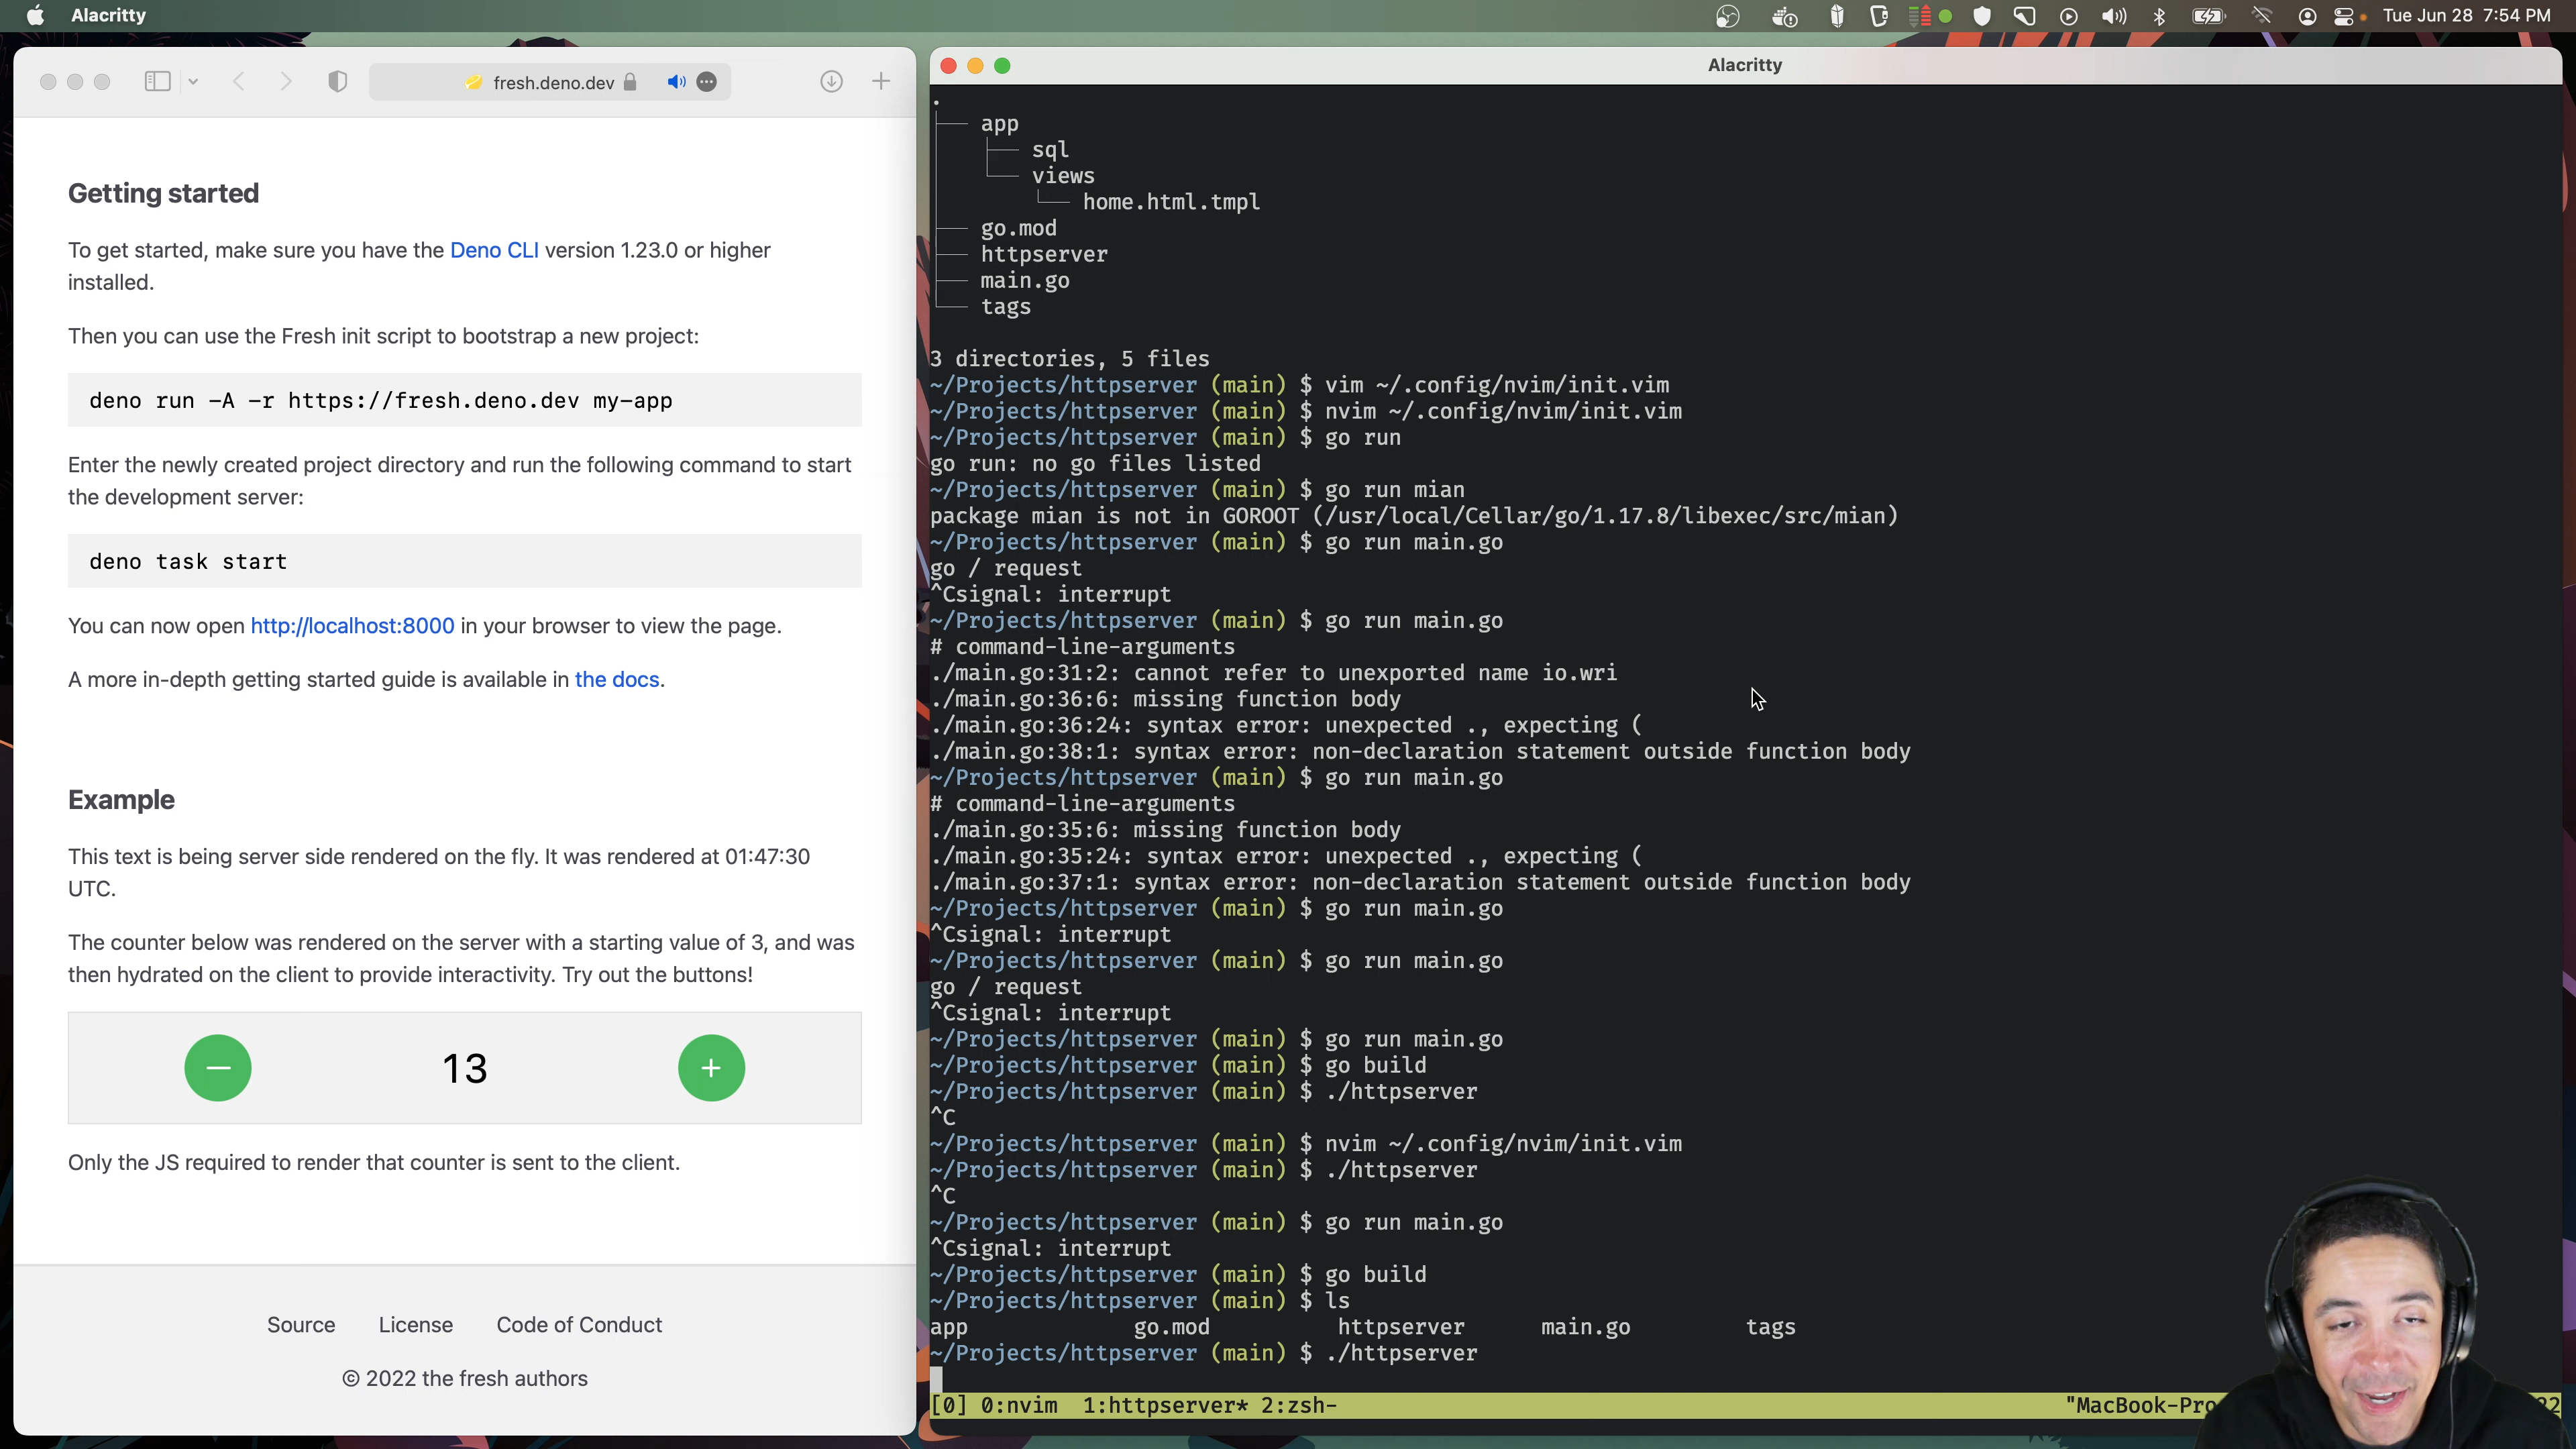 Alacritty
Tue Jun 28 7:54 PM
fresh.deno.dev
Getting started
To get started, make sure you have the Deno CLI version 1.23.0 or higher
installed.
Then you can use the Fresh init script to bootstrap a new project:
deno run -A -r https://fresh.deno.dev my-app
Enter the newly created project directory and run the following command to start
the development server:
deno task start
You can now open http://localhost:8000 in your browser to view the page.
A more in-depth getting started guide is available in the docs.
Example
This text is being server side rendered on the fly. It was rendered at 01:47:30
UTC.
The counter below was rendered on the server with a starting value of 3, and was
then hydrated on the client to provide interactivity. Try out the buttons!
− 13 +
Only the JS required to render that counter is sent to the client.
Source License Code of Conduct
© 2022 the fresh authors
Alacritty
.
├── app
│   ├── sql
│   └── views
│       └── home.html.tmpl
├── go.mod
├── httpserver
├── main.go
└── tags
3 directories, 5 files
~/Projects/httpserver (main) $ vim ~/.config/nvim/init.vim
~/Projects/httpserver (main) $ nvim ~/.config/nvim/init.vim
~/Projects/httpserver (main) $ go run
go run: no go files listed
~/Projects/httpserver (main) $ go run mian
package mian is not in GOROOT (/usr/local/Cellar/go/1.17.8/libexec/src/mian)
~/Projects/httpserver (main) $ go run main.go
go / request
^Csignal: interrupt
~/Projects/httpserver (main) $ go run main.go
# command-line-arguments
./main.go:31:2: cannot refer to unexported name io.wri
./main.go:36:6: missing function body
./main.go:36:24: syntax error: unexpected ., expecting (
./main.go:38:1: syntax error: non-declaration statement outside function body
~/Projects/httpserver (main) $ go run main.go
# command-line-arguments
./main.go:35:6: missing function body
./main.go:35:24: syntax error: unexpected ., expecting (
./main.go:37:1: syntax error: non-declaration statement outside function body
~/Projects/httpserver (main) $ go run main.go
^Csignal: interrupt
~/Projects/httpserver (main) $ go run main.go
go / request
^Csignal: interrupt
~/Projects/httpserver (main) $ go run main.go
~/Projects/httpserver (main) $ go build
~/Projects/httpserver (main) $ ./httpserver
^C
~/Projects/httpserver (main) $ nvim ~/.config/nvim/init.vim
~/Projects/httpserver (main) $ ./httpserver
^C
~/Projects/httpserver (main) $ go run main.go
^Csignal: interrupt
~/Projects/httpserver (main) $ go build
~/Projects/httpserver (main) $ ls
app go.mod httpserver main.go tags
~/Projects/httpserver (main) $ ./httpserver
[0] 0:nvim 1:httpserver* 2:zsh- "MacBook-Pro